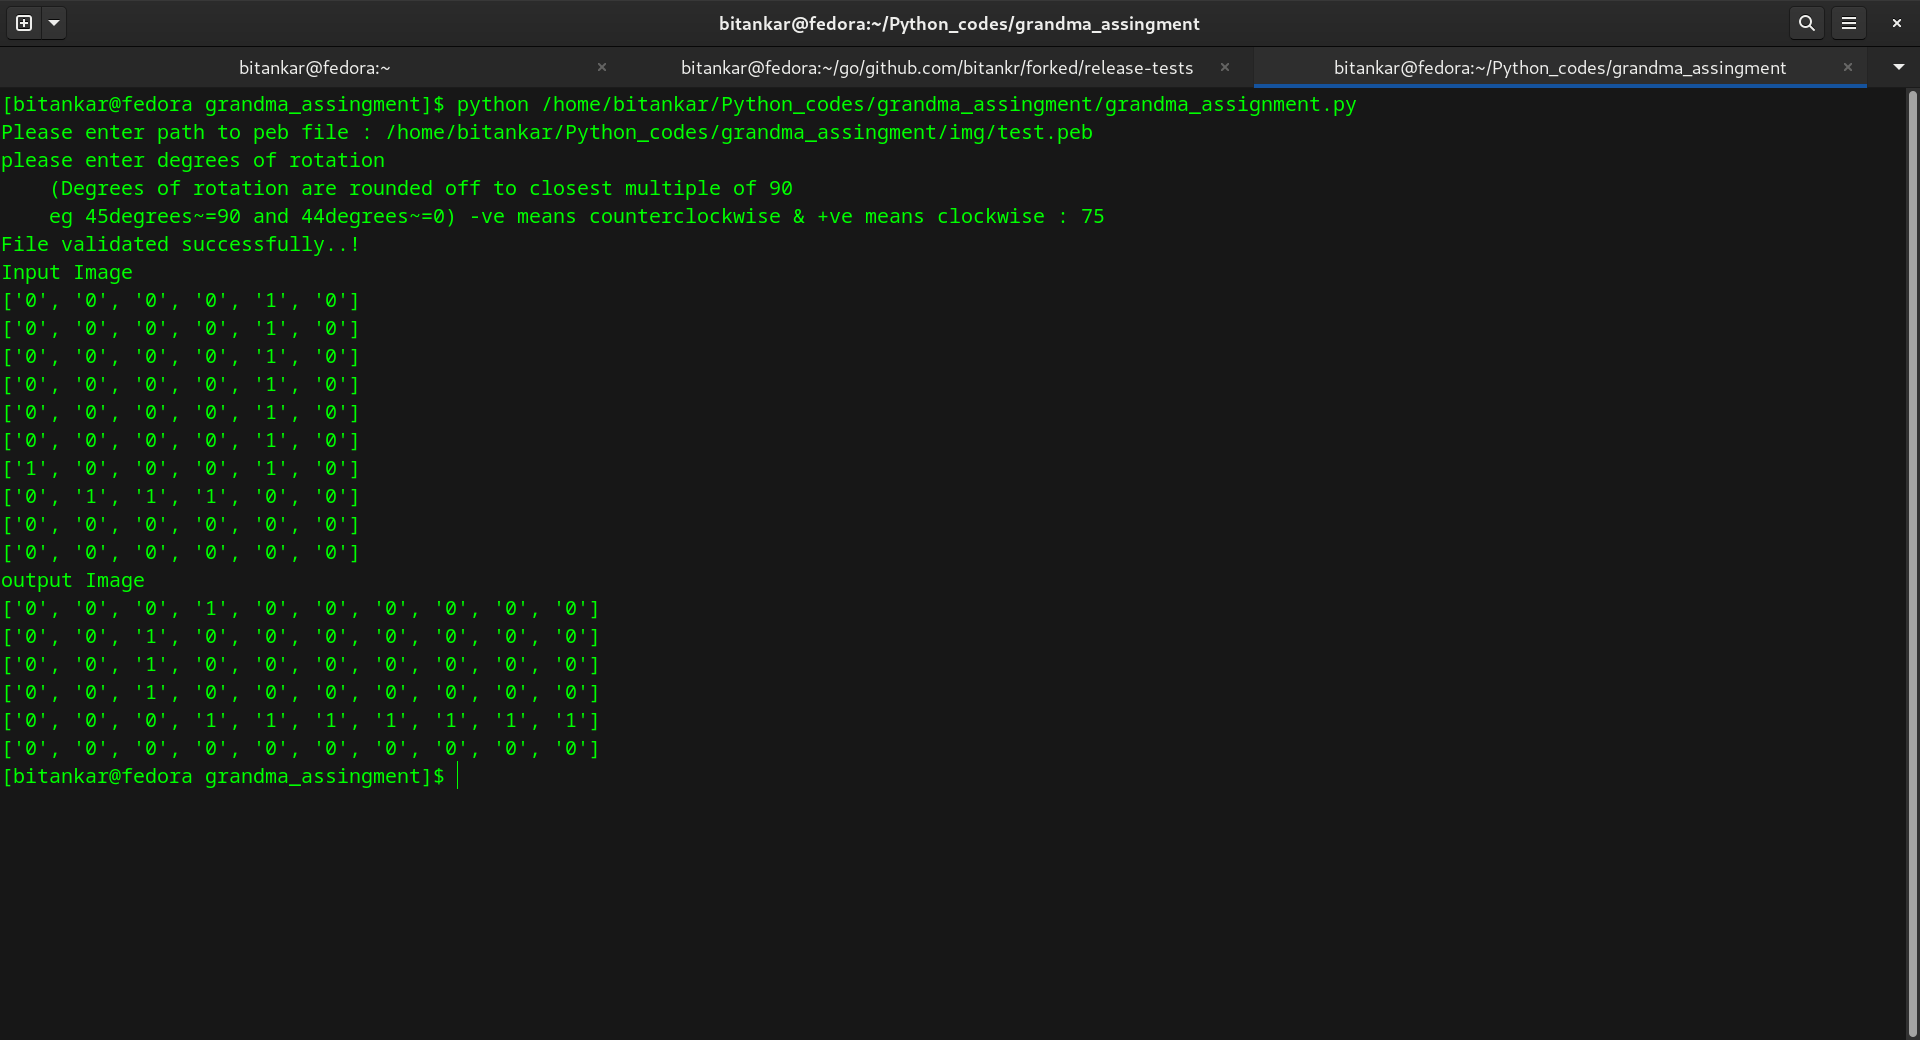 bitankar@fedora:~/Python_codes/grandma_assingment
bitankar@fedora:~
bitankar@fedora:~/go/github.com/bitankr/forked/release-tests
bitankar@fedora:~/Python_codes/grandma_assingment
[bitankar@fedora grandma_assingment]$ python /home/bitankar/Python_codes/grandma_assingment/grandma_assignment.py
Please enter path to peb file : /home/bitankar/Python_codes/grandma_assingment/img/test.peb
please enter degrees of rotation
    (Degrees of rotation are rounded off to closest multiple of 90
    eg 45degrees~=90 and 44degrees~=0) -ve means counterclockwise & +ve means clockwise : 75
File validated successfully..!
Input Image
['0', '0', '0', '0', '1', '0']
['0', '0', '0', '0', '1', '0']
['0', '0', '0', '0', '1', '0']
['0', '0', '0', '0', '1', '0']
['0', '0', '0', '0', '1', '0']
['0', '0', '0', '0', '1', '0']
['1', '0', '0', '0', '1', '0']
['0', '1', '1', '1', '0', '0']
['0', '0', '0', '0', '0', '0']
['0', '0', '0', '0', '0', '0']
output Image
['0', '0', '0', '1', '0', '0', '0', '0', '0', '0']
['0', '0', '1', '0', '0', '0', '0', '0', '0', '0']
['0', '0', '1', '0', '0', '0', '0', '0', '0', '0']
['0', '0', '1', '0', '0', '0', '0', '0', '0', '0']
['0', '0', '0', '1', '1', '1', '1', '1', '1', '1']
['0', '0', '0', '0', '0', '0', '0', '0', '0', '0']
[bitankar@fedora grandma_assingment]$